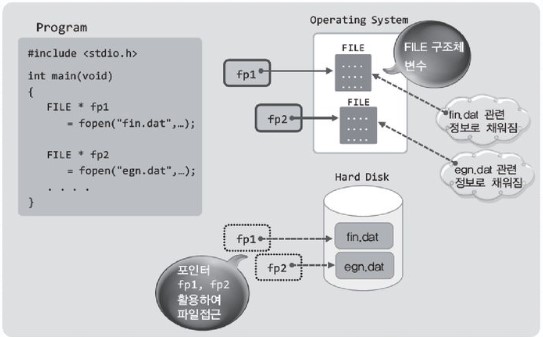 Program
#include <stdio.h>
int main(void)
{
FILE * fp1
= fopen("fin.dat",…);
FILE * fp2
= fopen("egn.dat",…);
. . . .
}
Operating System
fp1
FILE
FILE 구조체
변수
fp2
FILE
fin.dat 관련
정보로 채워짐
egn.dat 관련
정보로 채워짐
Hard Disk
fp1
fin.dat
fp2
egn.dat
포인터
fp1, fp2
활용하여
파일접근